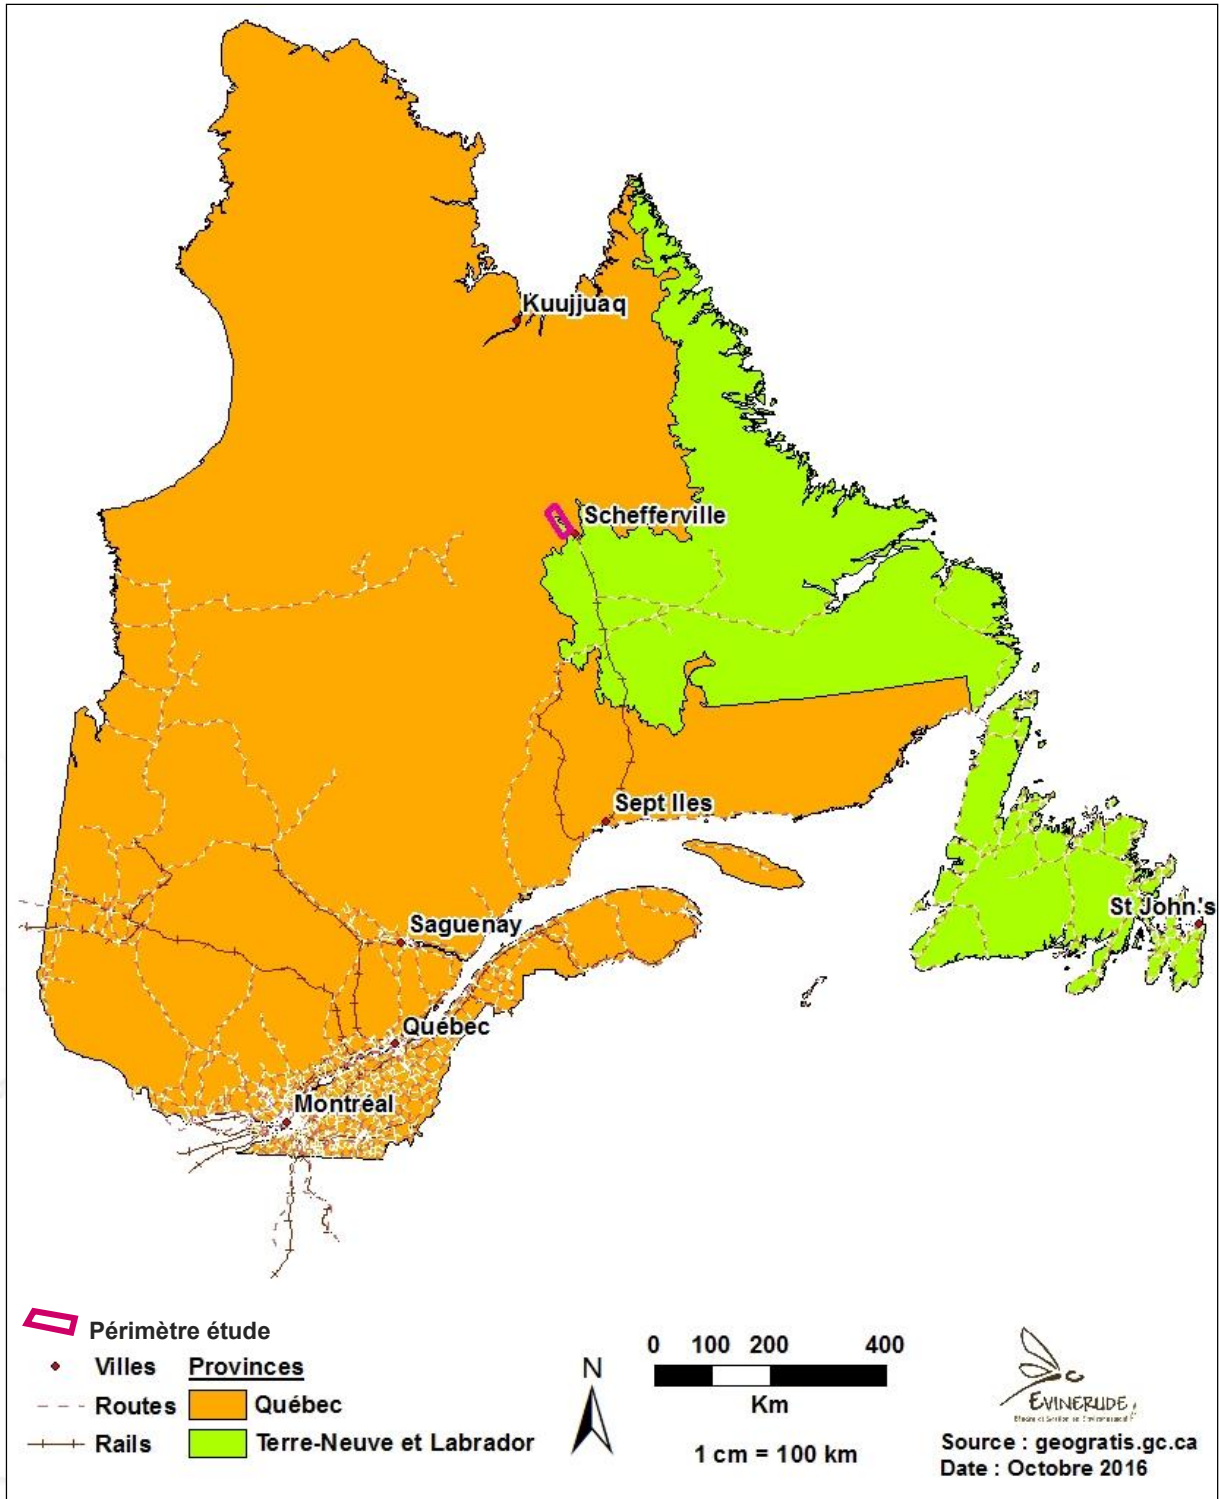 Kuujjuaq
Schefferville
Sept Iles
St John's
Saguenay
Québec
Montréal
Périmètre étude
Villes
Routes
Rails
Provinces
Québec
Terre-Neuve et Labrador
N
0 100 200 400
Km
1 cm = 100 km
EVINERUDE
Source : geogratis.gc.ca
Date : Octobre 2016